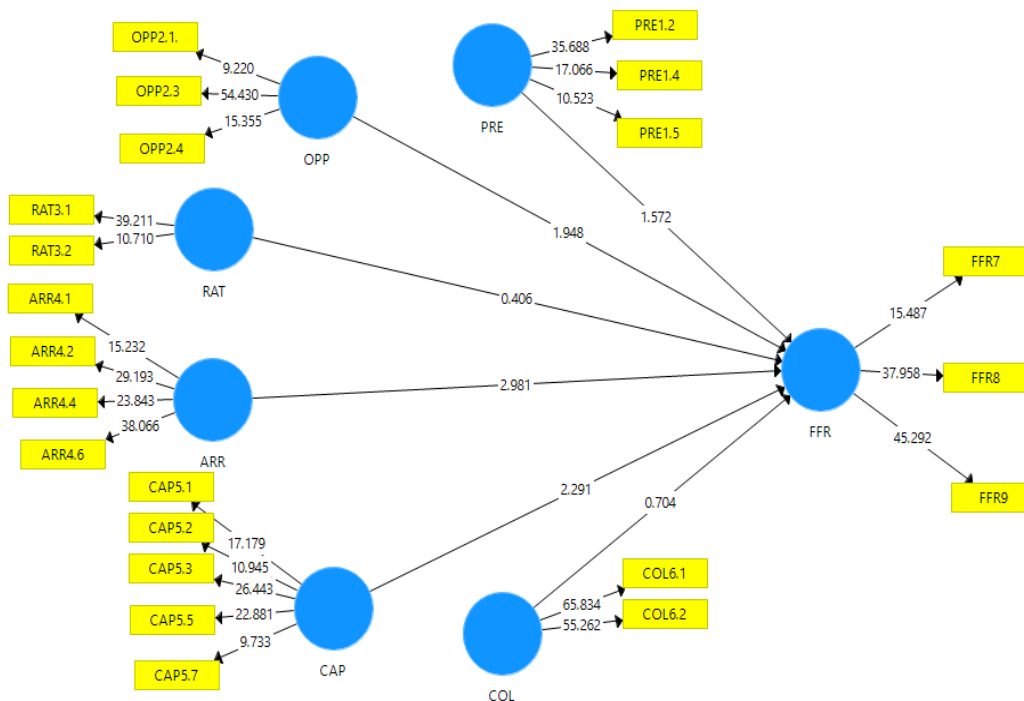 OPP2.1.
OPP2.3
OPP2.4
9.220
54.430
15.355
OPP
PRE
35.688
17.066
10.523
PRE1.2
PRE1.4
PRE1.5
RAT3.1
RAT3.2
39.211
10.710
RAT
ARR4.1
ARR4.2
ARR4.4
ARR4.6
15.232
29.193
23.843
38.066
ARR
CAP5.1
CAP5.2
CAP5.3
CAP5.5
CAP5.7
17.179
10.945
26.443
22.881
9.733
CAP
COL
65.834
55.262
COL6.1
COL6.2
1.572
1.948
0.406
2.981
2.291
0.704
FFR
15.487
37.958
45.292
FFR7
FFR8
FFR9